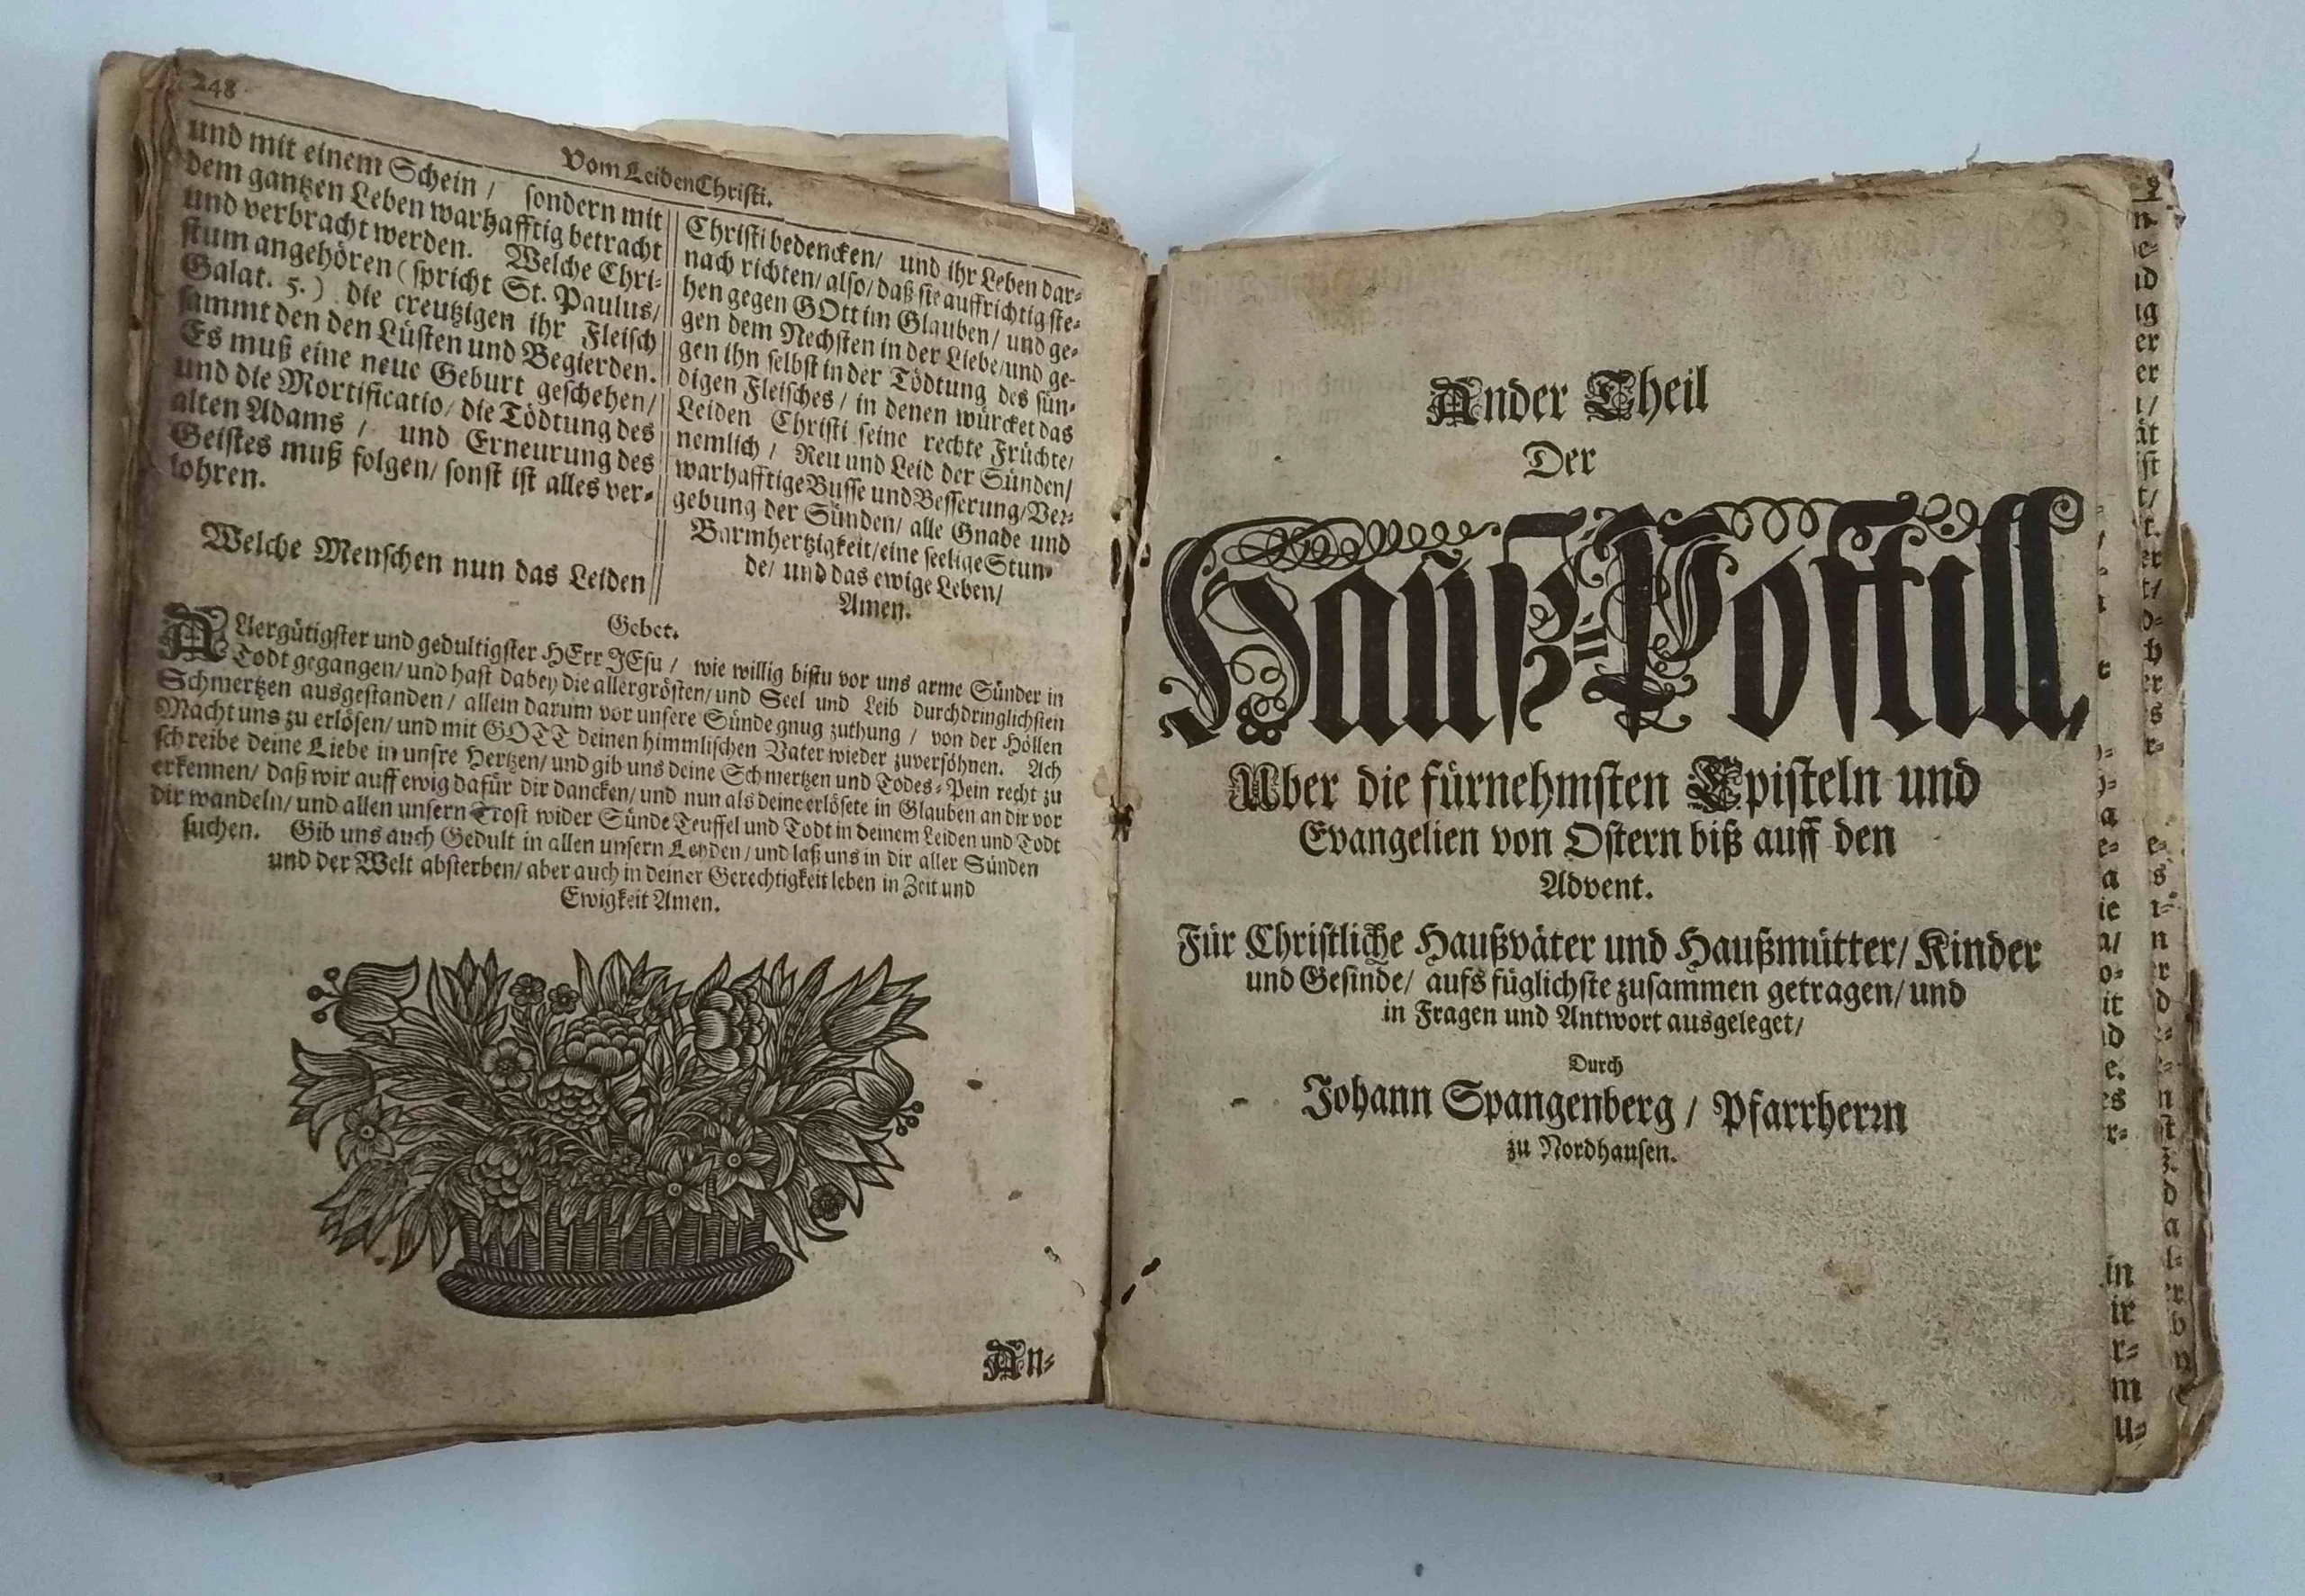 248
Vom Leiden Christi.
und mit einem Schein / sondern mit
dem gantzen Leben warhafftig betracht
und verbracht werden. Welche Chri-
stum angehören (spricht St. Paulus/
Galat. 5.) die creutzigen ihr Fleisch
sammt den den Lüsten und Begierden.
Es muß eine neue Geburt geschehen/
und die Mortificatio/ die Tödtung des
alten Adams / und Erneurung des
Geistes muß folgen/ sonst ist alles ver-
lohren.
Welche Menschen nun das Leiden
Christi bedencken/ und ihr Leben dar-
nach richten/ also/ daß sie auffrichtig ste-
hen gegen GOtt im Glauben/ und ge-
gen dem Nechsten in der Liebe/ und ge-
gen ihn selbst in der Tödtung des sün-
digen Fleisches / in denen würcket das
Leiden Christi seine rechte Früchte/
nemlich / Reu und Leid der Sünden/
warhafftige Busse und Besserung/ Ver-
gebung der Sünden/ alle Gnade und
Barmhertzigkeit/ eine seelige Stun-
de/ und das ewige Leben/
Amen.
Gebet.
ALlergütigster und gedultigster HErr JEsu / wie willig bistu vor uns arme Sünder in
Todt gegangen/ und hast dabey die allergrösten/ und Seel und Leib durchdringlichsten
Schmertzen ausgestanden / allein darum vor unsere Sünde gnug zuthung / von der Höllen
Macht uns zu erlösen/ und mit GOTT deinen himmlischen Vater wieder zuversöhnen. Ach
schreibe deine Liebe in unsre Hertzen/ und gib uns deine Schmertzen und Todes-Pein recht zu
erkennen/ daß wir auff ewig dafür dir dancken/ und nun als deine erlösete in Glauben an dir vor
dir wandeln/ und allen unsern Trost wider Sünde Teuffel und Todt in deinem Leiden und Todt
suchen. Gib uns auch Gedult in allen unsern Leyden / und laß uns in dir aller Sünden
und der Welt absterben/ aber auch in deiner Gerechtigkeit leben in Zeit und
Ewigkeit Amen.
An-
Ander Theil
Der
Hauß-Postill,
Uber die fürnehmsten Episteln und
Evangelien von Ostern biß auff den
Advent.
Für Christliche Haußväter und Haußmütter/ Kinder
und Gesinde/ aufs füglichste zusammen getragen/ und
in Fragen und Antwort ausgeleget/
Durch
Johann Spangenberg / Pfarrherrn
zu Nordhausen.